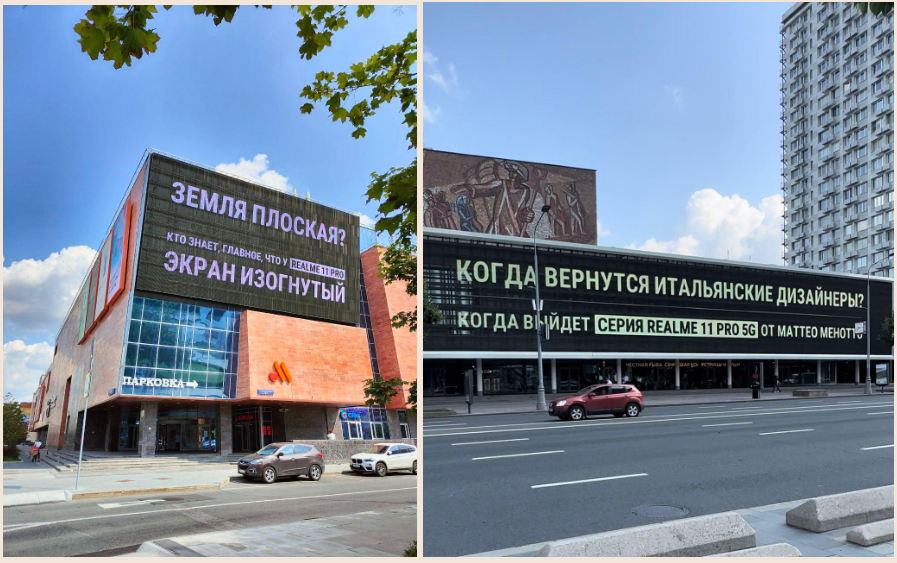 ЗЕМЛЯ ПЛОСКАЯ?
КТО ЗНАЕТ, ГЛАВНОЕ, ЧТО У REALME 11 PRO
ЭКРАН ИЗОГНУТЫЙ
ПАРКОВКА
КОГДА ВЕРНУТСЯ ИТАЛЬЯНСКИЕ ДИЗАЙНЕРЫ?
КОГДА ВЫЙДЕТ СЕРИЯ REALME 11 PRO 5G ОТ МАТТЕО МЕНОТТИ